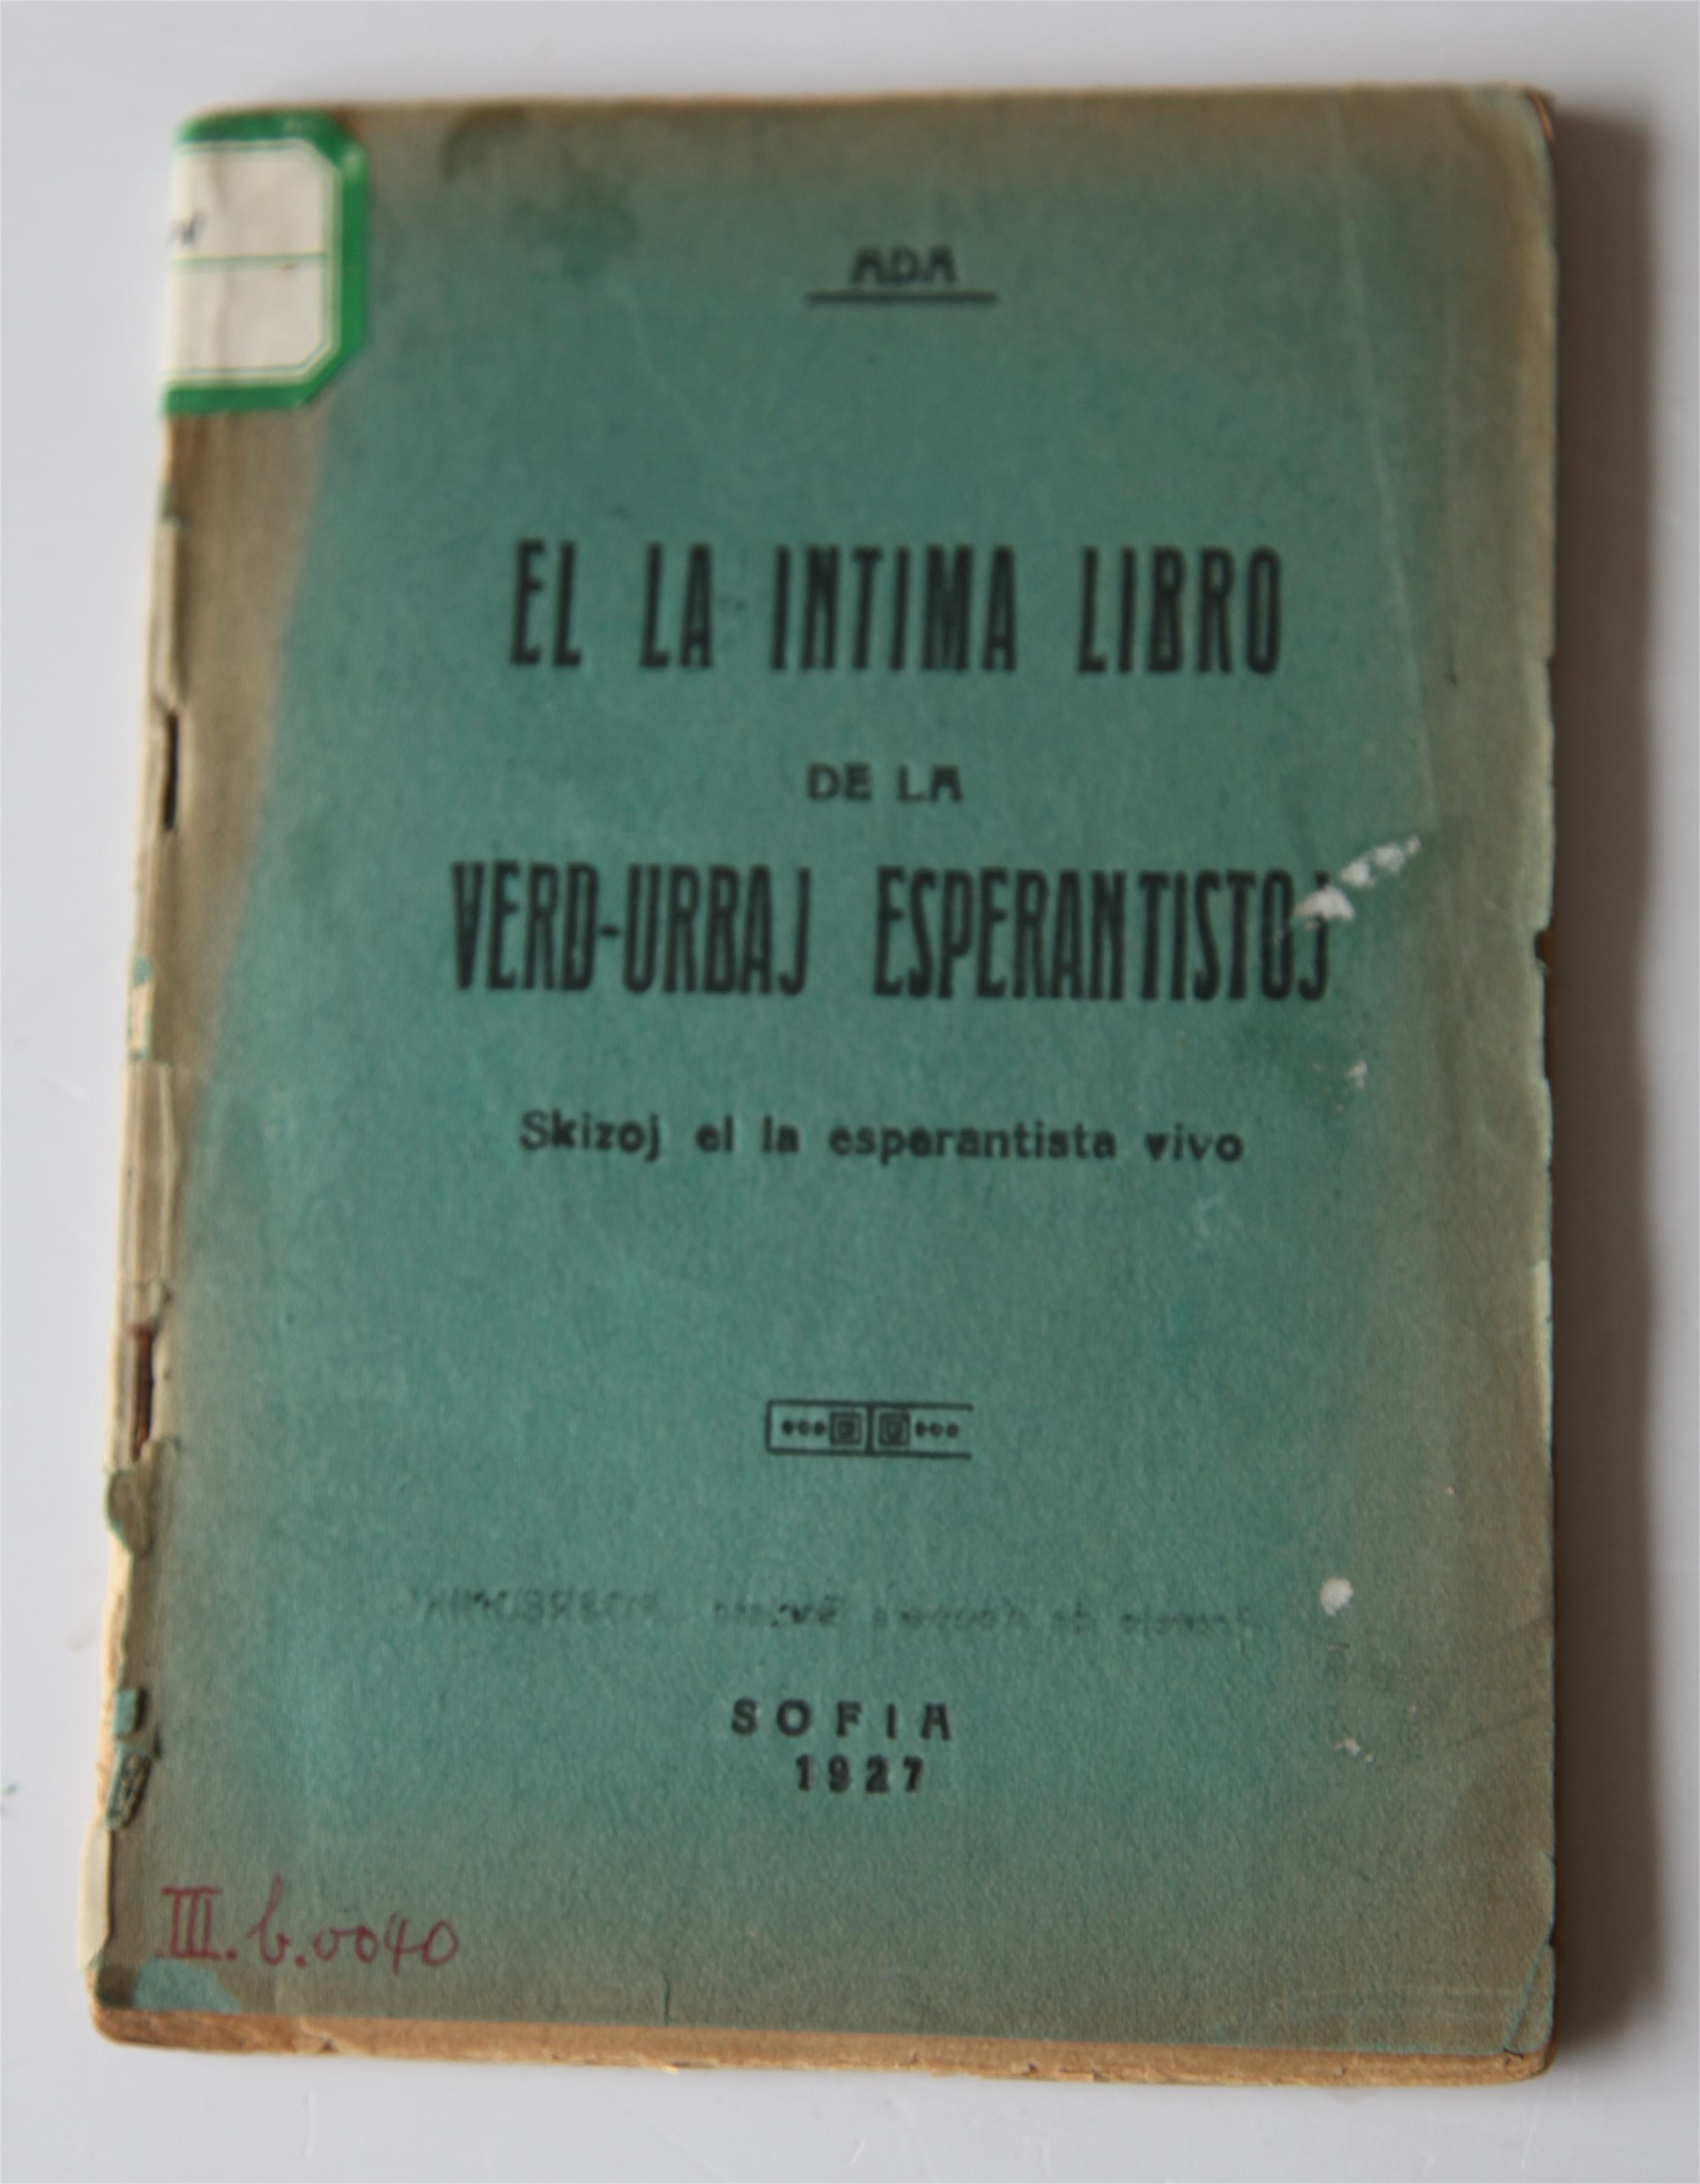 ADA
EL LA INTIMA LIBRO
DE LA
VERD-URBAJ ESPERANTISTOJ
Skizoj el la esperantista vivo
SOFIA
1927
III.b.0040